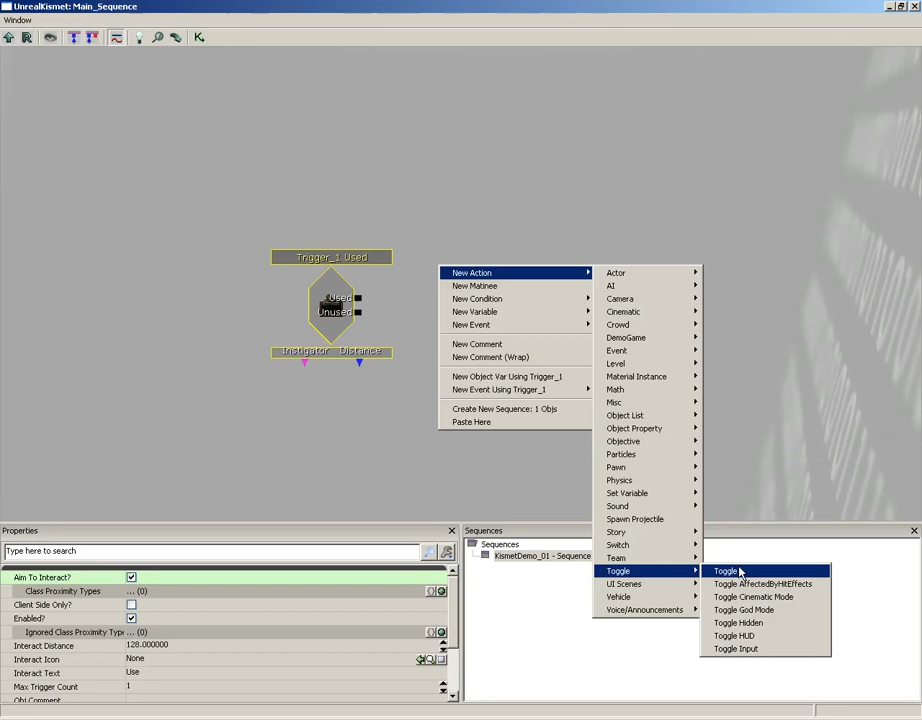 UnrealKismet: Main_Sequence
Window
Trigger_1 Used
Used
Unused
Instigator Distance
New Action
New Matinee
New Condition
New Variable
New Event
New Comment
New Comment (Wrap)
New Object Var Using Trigger_1
New Event Using Trigger_1
Create New Sequence: 1 Objs
Paste Here
Actor
AI
Camera
Cinematic
Crowd
DemoGame
Event
Level
Material Instance
Math
Misc
Object List
Object Property
Objective
Particles
Pawn
Physics
Set Variable
Sound
Spawn Projectile
Story
Switch
Team
Toggle
UI Scenes
Vehicle
Voice/Announcements
Toggle
Toggle AffectedByHitEffects
Toggle Cinematic Mode
Toggle God Mode
Toggle Hidden
Toggle HUD
Toggle Input
Properties
Type here to search
Aim To Interact?
Class Proximity Types ... (0)
Client Side Only?
Enabled?
Ignored Class Proximity Type ... (0)
Interact Distance 128.000000
Interact Icon None
Interact Text Use
Max Trigger Count 1
Obj Comment
Sequences
Sequences
KismetDemo_01 - Sequence